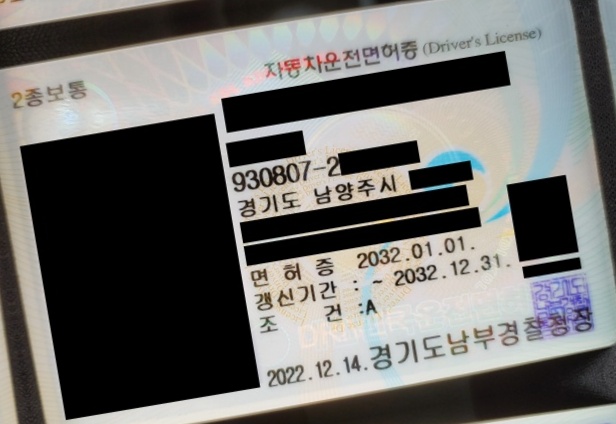 2종보통
자동차운전면허증 (Driver's License)
930807-2
경기도 남양주시
면 허 증 2032.01.01.
갱신기간 : ~ 2032.12.31.
조 건 :A
2022.12.14. 경기도남부경찰청장